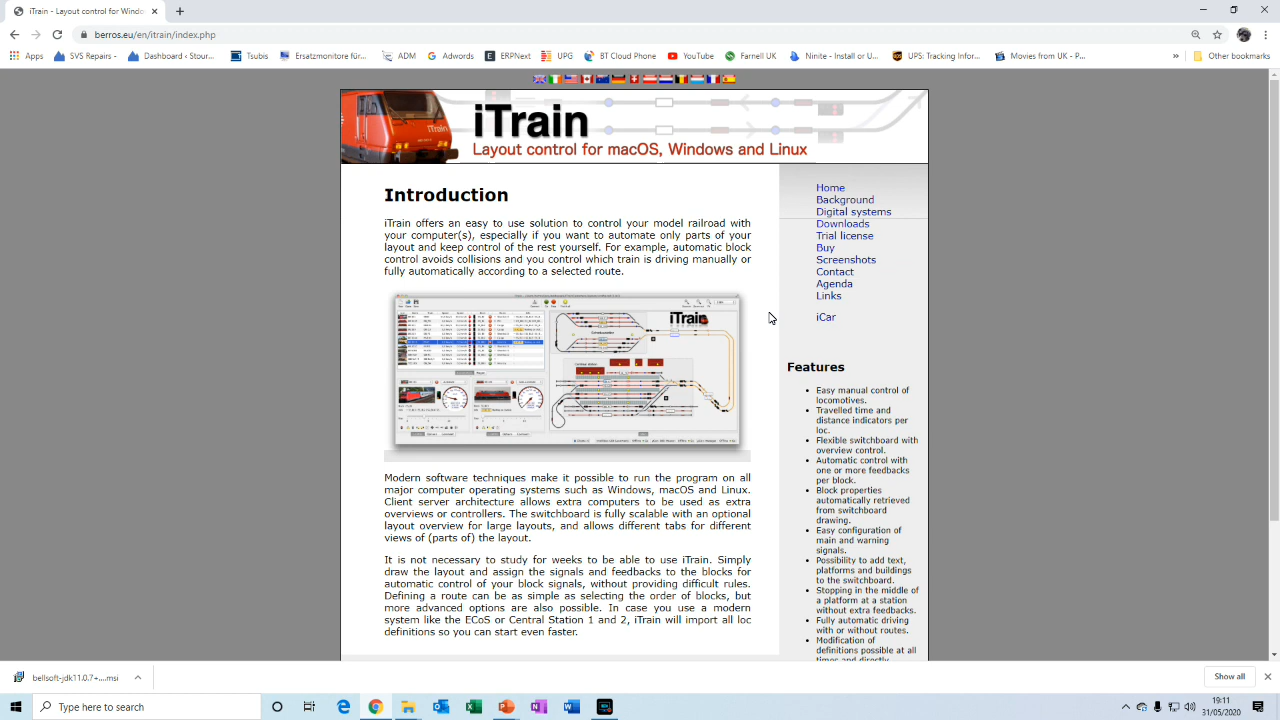 iTrain - Layout control for Window
berros.eu/en/itrain/index.php
Apps SVS Repairs - Dashboard - Stour... Tsubis Ersatzmotore für... ADM Adwords ERPNext UPG BT Cloud Phone YouTube Farnell UK Ninite - Install or U... UPS: Tracking Infor... Movies from UK - P... » Other bookmarks
iTrain
Layout control for macOS, Windows and Linux
Introduction
iTrain offers an easy to use solution to control your model railroad with
your computer(s), especially if you want to automate only parts of your
layout and keep control of the rest yourself. For example, automatic block
control avoids collisions and you control which train is driving manually or
fully automatically according to a selected route.
iTrain
Modern software techniques make it possible to run the program on all
major computer operating systems such as Windows, macOS and Linux.
Client server architecture allows extra computers to be used as extra
overviews or controllers. The switchboard is fully scalable with an optional
layout overview for large layouts, and allows different tabs for different
views of (parts of) the layout.
It is not necessary to study for weeks to be able to use iTrain. Simply
draw the layout and assign the signals and feedbacks to the blocks for
automatic control of your block signals, without providing difficult rules.
Defining a route can be as simple as selecting the order of blocks, but
more advanced options are also possible. In case you use a modern
system like the ECoS or Central Station 1 and 2, iTrain will import all loc
definitions so you can start even faster.
Home
Background
Digital systems
Downloads
Trial license
Buy
Screenshots
Contact
Agenda
Links
iCar
Features
• Easy manual control of
locomotives.
• Travelled time and
distance indicators per
loc.
• Flexible switchboard with
overview control.
• Automatic control with
one or more feedbacks
per block.
• Block properties
automatically retrieved
from switchboard
drawing.
• Easy configuration of
main and warning
signals.
• Possibility to add text,
platforms and buildings
to the switchboard.
• Stopping in the middle of
a platform at a station
without extra feedbacks.
• Fully automatic driving
with or without routes.
• Modification of
definitions possible at all
times and directly
bellsoft-jdk11.0.7+....msi
Show all
Type here to search
19:11
31/05/2020